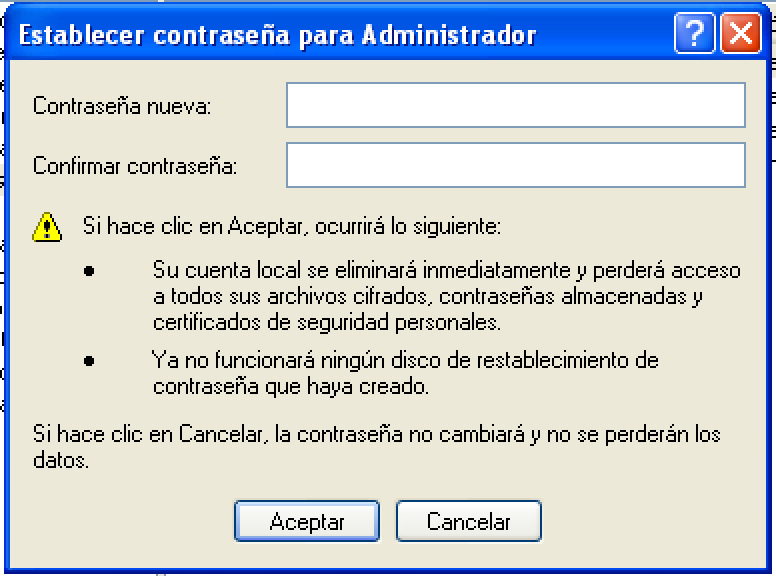 Establecer contraseña para Administrador
Contraseña nueva:
Confirmar contraseña:
Si hace clic en Aceptar, ocurrirá lo siguiente:
Su cuenta local se eliminará inmediatamente y perderá acceso
a todos sus archivos cifrados, contraseñas almacenadas y
certificados de seguridad personales.
Ya no funcionará ningún disco de restablecimiento de
contraseña que haya creado.
Si hace clic en Cancelar, la contraseña no cambiará y no se perderán los
datos.
Aceptar
Cancelar